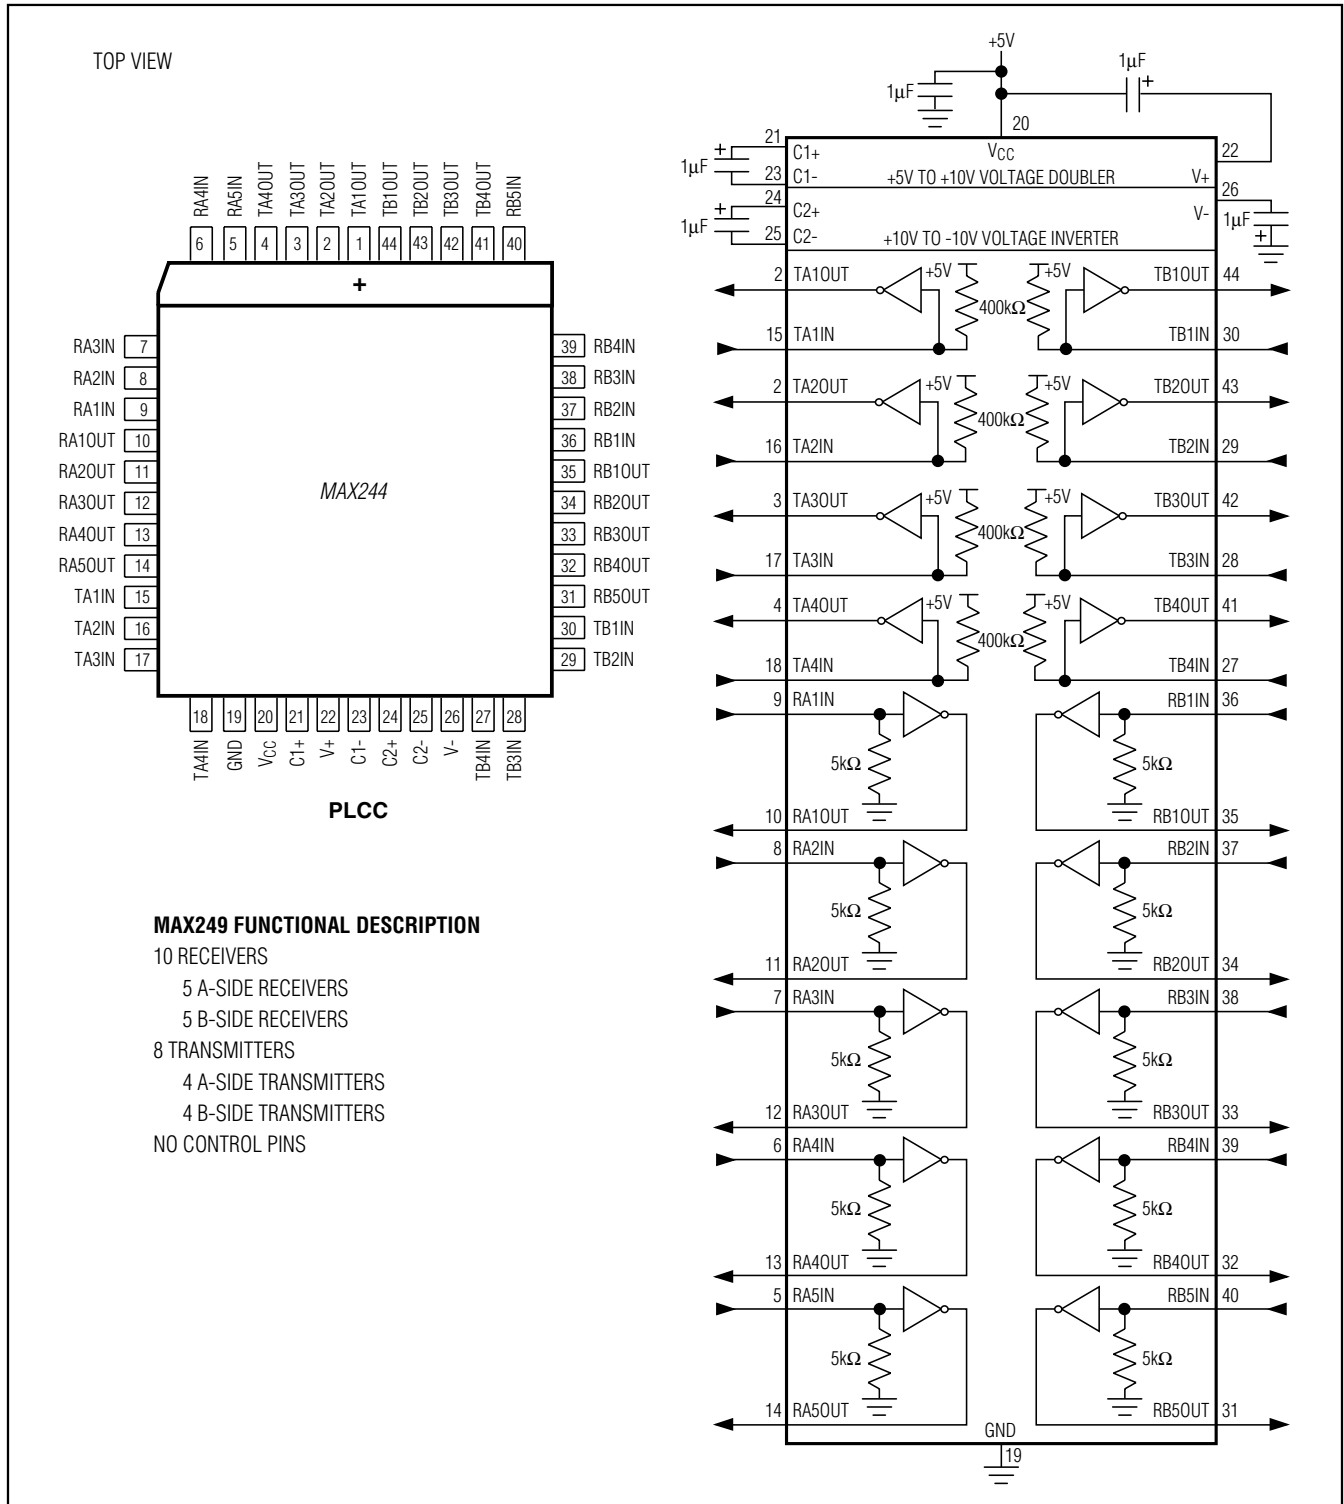 TOP VIEW
RA4IN RA5IN TA4OUT TA3OUT TA2OUT TA1OUT TB1OUT TB2OUT TB3OUT TB4OUT RB5IN
6 5 4 3 2 1 44 43 42 41 40
+
RA3IN 7
RA2IN 8
RA1IN 9
RA1OUT 10
RA2OUT 11
RA3OUT 12
RA4OUT 13
RA5OUT 14
TA1IN 15
TA2IN 16
TA3IN 17
MAX244
39 RB4IN
38 RB3IN
37 RB2IN
36 RB1IN
35 RB1OUT
34 RB2OUT
33 RB3OUT
32 RB4OUT
31 RB5OUT
30 TB1IN
29 TB2IN
18 19 20 21 22 23 24 25 26 27 28
TA4IN GND VCC C1+ V+ C1- C2+ C2- V- TB4IN TB3IN
PLCC
MAX249 FUNCTIONAL DESCRIPTION
10 RECEIVERS
5 A-SIDE RECEIVERS
5 B-SIDE RECEIVERS
8 TRANSMITTERS
4 A-SIDE TRANSMITTERS
4 B-SIDE TRANSMITTERS
NO CONTROL PINS
+5V
1μF
1μF +
20
21 C1+ VCC 22
+ 1μF
23 C1- +5V TO +10V VOLTAGE DOUBLER V+
26
24 C2+ V-
+ 1μF 1μF +
25 C2- +10V TO -10V VOLTAGE INVERTER
2 TA1OUT +5V +5V TB1OUT 44
400kΩ
15 TA1IN TB1IN 30
2 TA2OUT +5V +5V TB2OUT 43
400kΩ
16 TA2IN TB2IN 29
3 TA3OUT +5V +5V TB3OUT 42
400kΩ
17 TA3IN TB3IN 28
4 TA4OUT +5V +5V TB4OUT 41
400kΩ
18 TA4IN TB4IN 27
9 RA1IN RB1IN 36
5kΩ 5kΩ
10 RA1OUT RB1OUT 35
8 RA2IN RB2IN 37
5kΩ 5kΩ
11 RA2OUT RB2OUT 34
7 RA3IN RB3IN 38
5kΩ 5kΩ
12 RA3OUT RB3OUT 33
6 RA4IN RB4IN 39
5kΩ 5kΩ
13 RA4OUT RB4OUT 32
5 RA5IN RB5IN 40
5kΩ 5kΩ
14 RA5OUT RB5OUT 31
GND
19